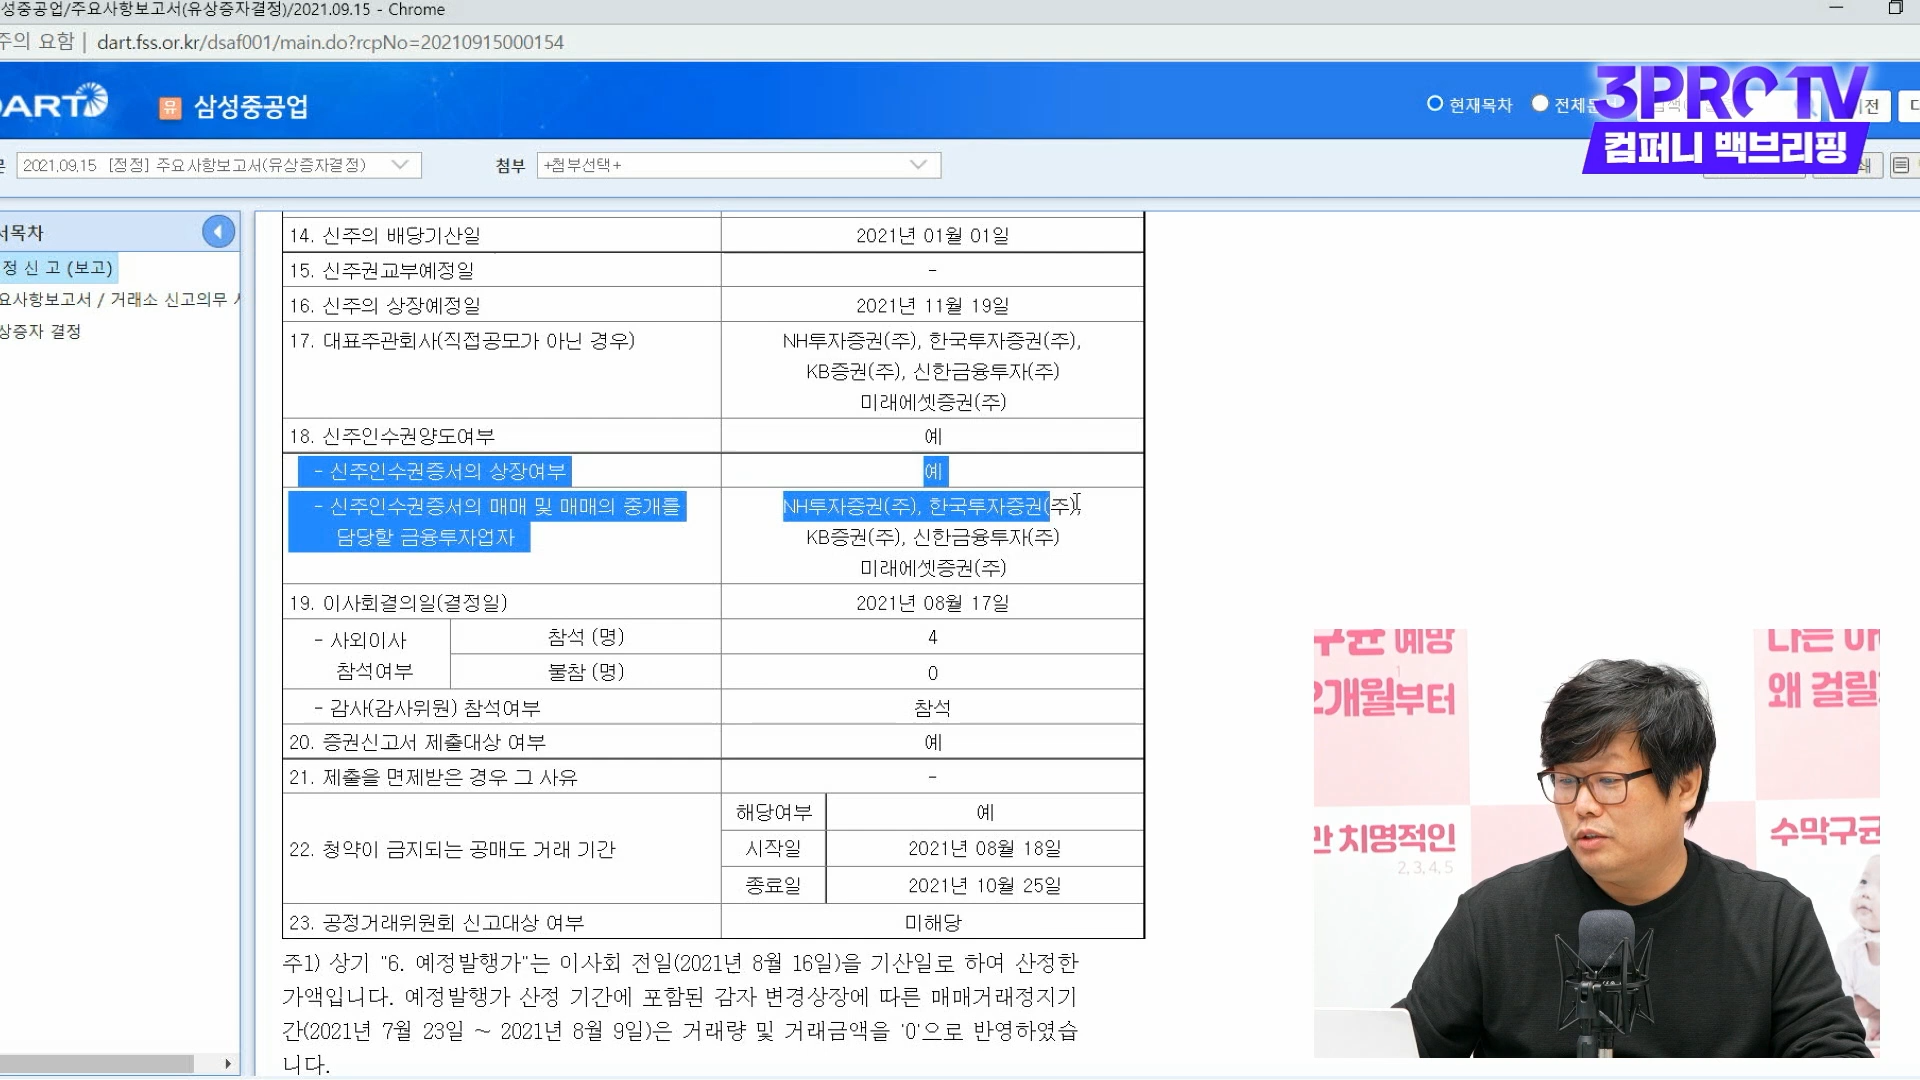 성중공업/주요사항보고서(유상증자결정)/2021.09.15 - Chrome
주의 요함 | dart.fss.or.kr/dsaf001/main.do?rcpNo=20210915000154
DART
유 삼성중공업
현재목차
3PROTV
컴퍼니 백브리핑
2021.09.15 [정정] 주요사항보고서(유상증자결정)
첨부 +첨부선택+
서목차
정 신 고 (보고)
요사항보고서 / 거래소 신고의무 사
상증자 결정
14. 신주의 배당기산일 2021년 01월 01일
15. 신주권교부예정일 -
16. 신주의 상장예정일 2021년 11월 19일
17. 대표주관회사(직접공모가 아닌 경우) NH투자증권(주), 한국투자증권(주),
KB증권(주), 신한금융투자(주)
미래에셋증권(주)
18. 신주인수권양도여부 예
- 신주인수권증서의 상장여부 예
- 신주인수권증서의 매매 및 매매의 중개를 NH투자증권(주), 한국투자증권(주),
담당할 금융투자업자 KB증권(주), 신한금융투자(주)
미래에셋증권(주)
19. 이사회결의일(결정일) 2021년 08월 17일
- 사외이사 참석 (명) 4
참석여부 불참 (명) 0
- 감사(감사위원) 참석여부 참석
20. 증권신고서 제출대상 여부 예
21. 제출을 면제받은 경우 그 사유 -
22. 청약이 금지되는 공매도 거래 기간 해당여부 예
시작일 2021년 08월 18일
종료일 2021년 10월 25일
23. 공정거래위원회 신고대상 여부 미해당
주1) 상기 "6. 예정발행가"는 이사회 전일(2021년 8월 16일)을 기산일로 하여 산정한
가액입니다. 예정발행가 산정 기간에 포함된 감자 변경상장에 따른 매매거래정지기
간(2021년 7월 23일 ~ 2021년 8월 9일)은 거래량 및 거래금액을 '0'으로 반영하였습
니다.
구균 예방
2개월부터
나는 아
왜 걸릴
만 치명적인
2,3,4,5
수막구균